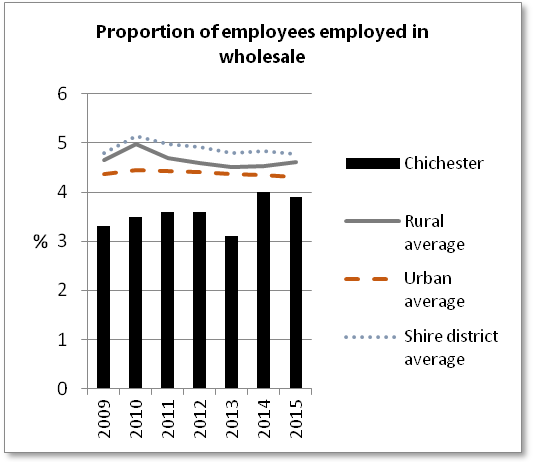 Proportion of employees employed in
wholesale
6
5
4
3
2
1
0
%
2009
2010
2011
2012
2013
2014
2015
Chichester
Rural
average
Urban
average
Shire district
average